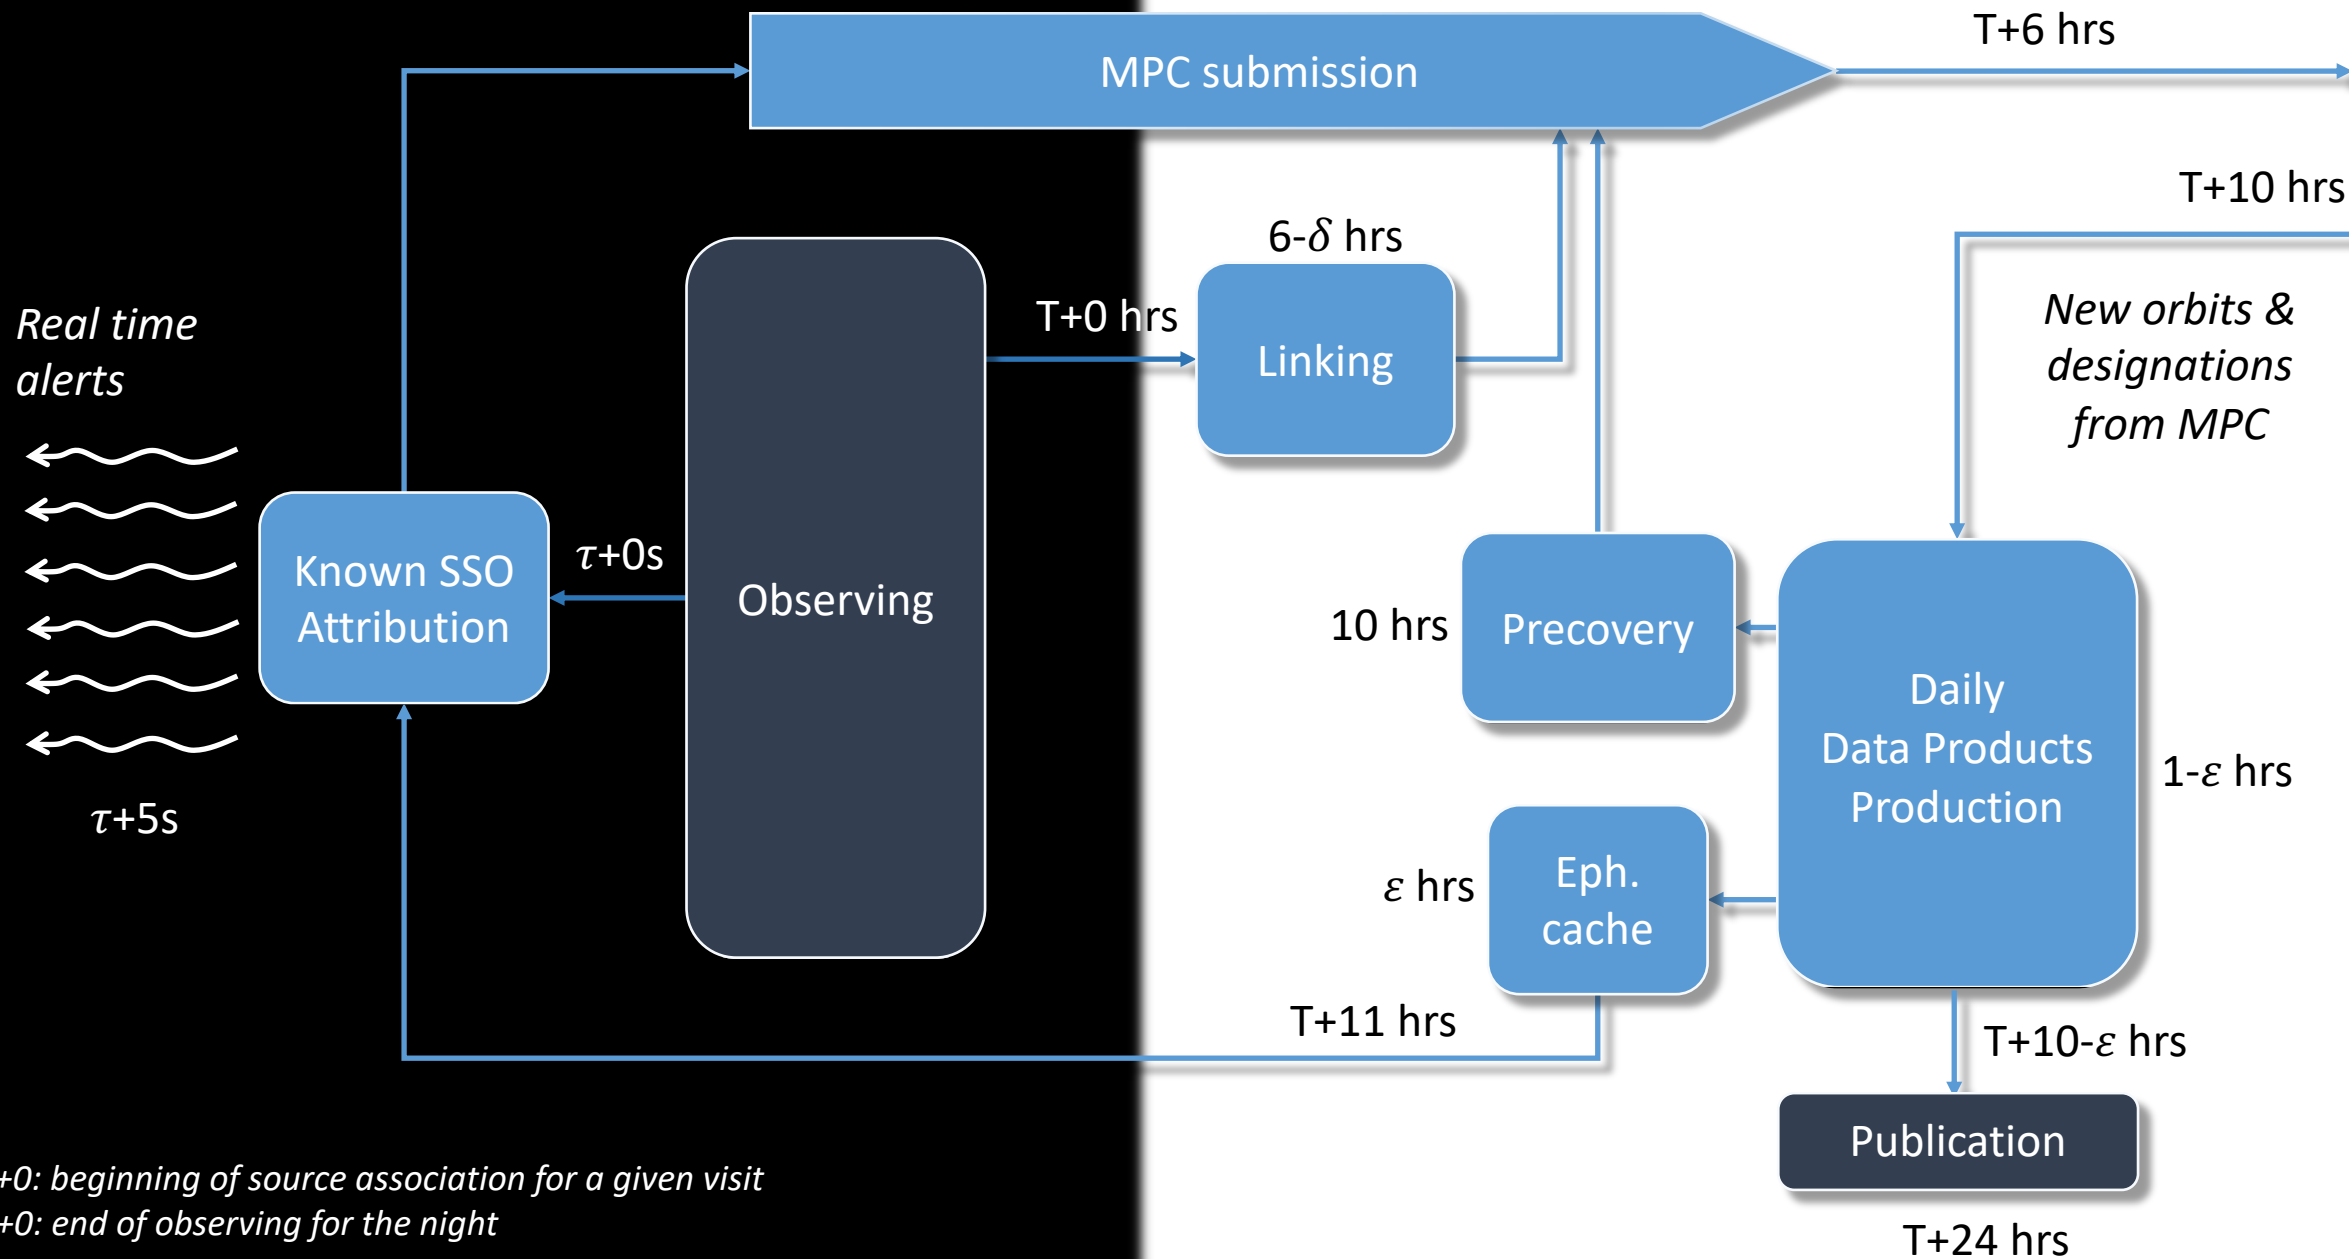 MPC submission
T+6 hrs
T+10 hrs
6-δ hrs
T+0 hrs
Linking
New orbits &
designations
from MPC
Real time
alerts
Known SSO
Attribution
τ+0s
Observing
10 hrs
Precovery
Daily
Data Products
Production
1-ε hrs
τ+5s
ε hrs
Eph.
cache
T+11 hrs
T+10-ε hrs
Publication
T+24 hrs
+0: beginning of source association for a given visit
+0: end of observing for the night